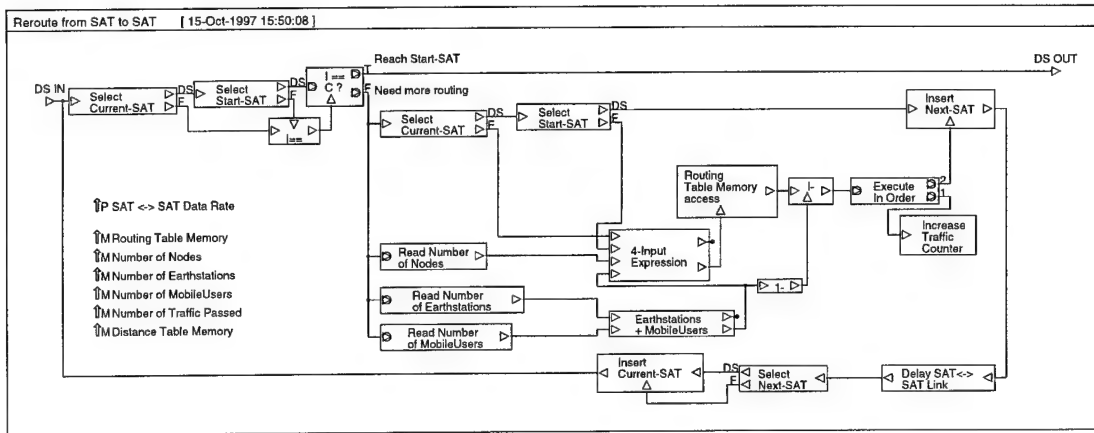 Reroute from SAT to SAT [ 15-Oct-1997 15:50:08 ]
Reach Start-SAT
DS OUT
DS IN
Select
Current-SAT
DS
F
Select
Start-SAT
DS
F
I ==
C ?
T
F
Need more routing
I==
Select
Current-SAT
DS
F
Select
Start-SAT
DS
F
Insert
Next-SAT
Routing
Table Memory
access
I-
Execute
In Order
2
1
Increase
Traffic
Counter
⇑P SAT <-> SAT Data Rate
⇑M Routing Table Memory
⇑M Number of Nodes
⇑M Number of Earthstations
⇑M Number of MobileUsers
⇑M Number of Traffic Passed
⇑M Distance Table Memory
Read Number
of Nodes
4-Input
Expression
Read Number
of Earthstations
1-
Earthstations
+ MobileUsers
Read Number
of MobileUsers
Insert
Current-SAT
DS
F
Select
Next-SAT
Delay SAT<->
SAT Link